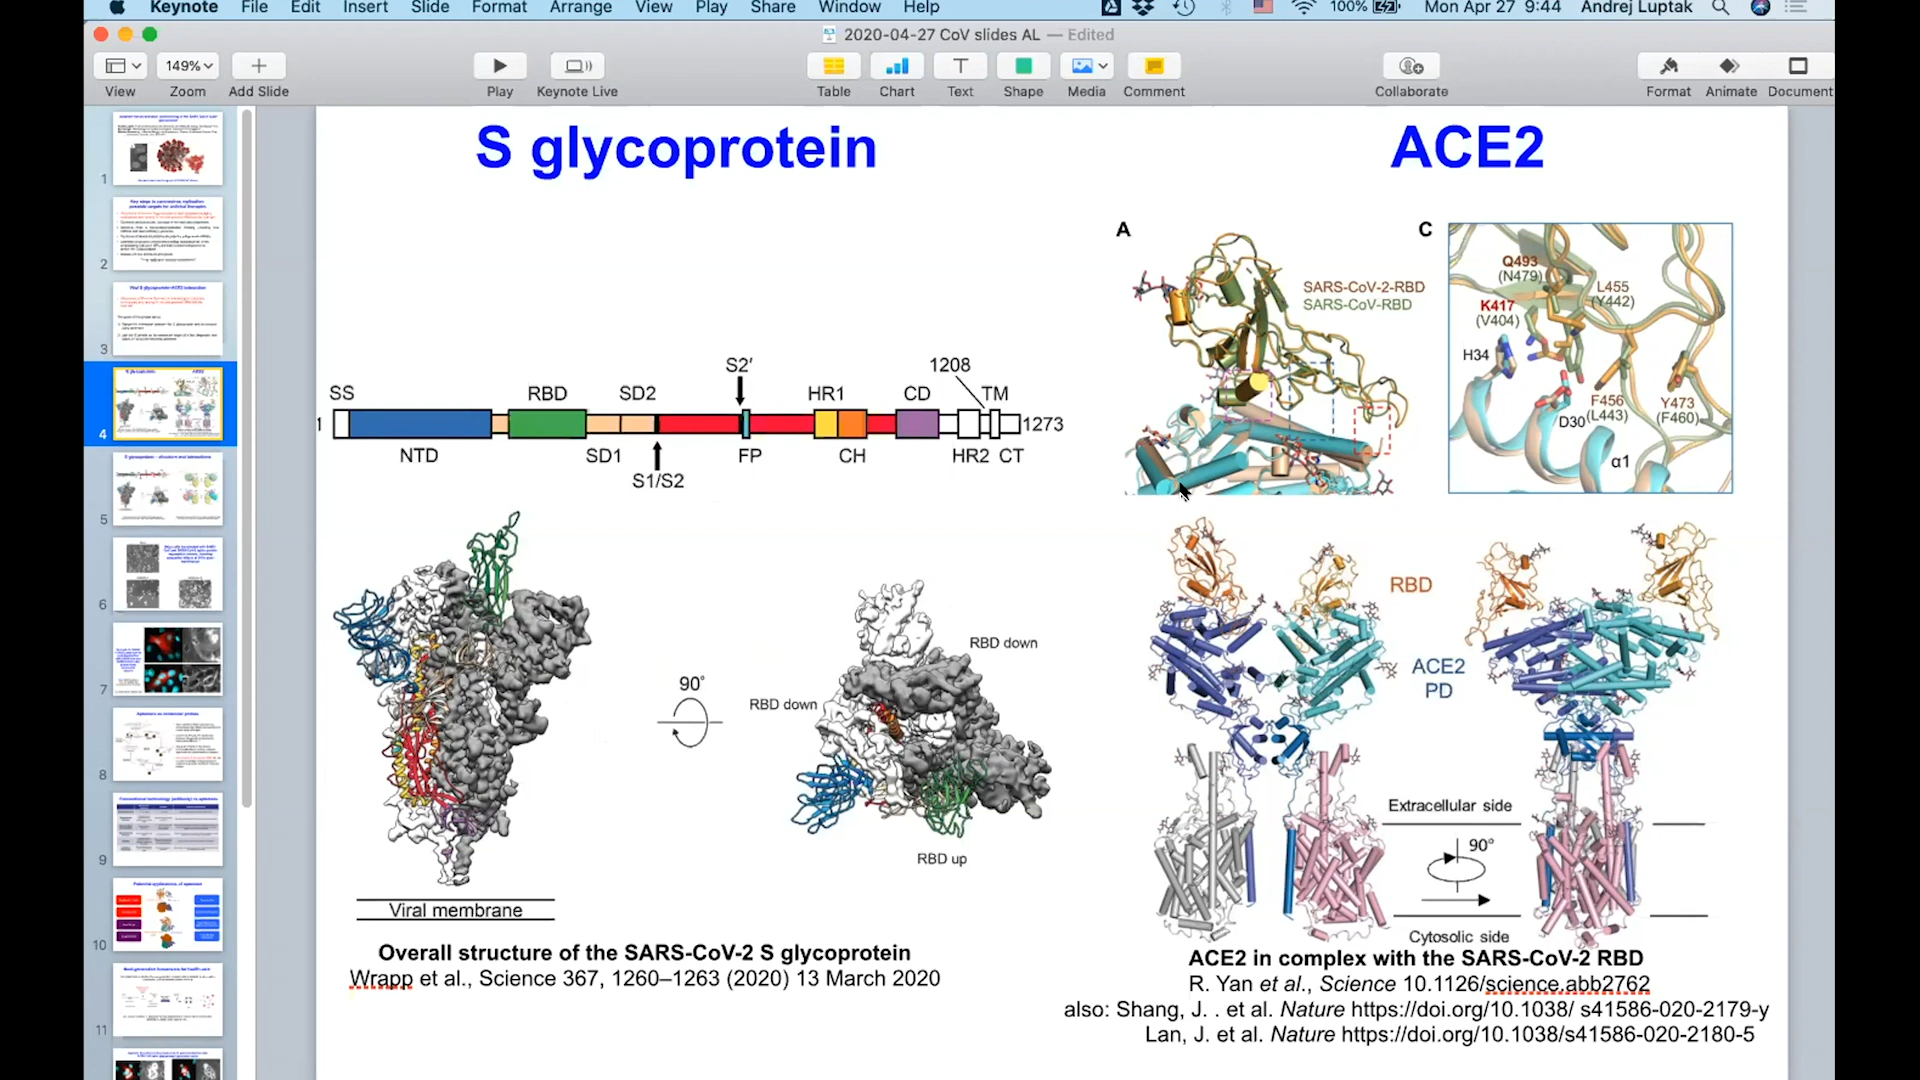 Keynote File Edit Insert Slide Format Arrange View Play Share Window Help 100% Mon Apr 27 9:44 Andrej Luptak
2020-04-27 CoV slides AL — Edited
149%
View Zoom Add Slide Play Keynote Live Table Chart Text Shape Media Comment Collaborate Format Animate Document
1
2
3
4
5
6
7
8
9
10
11
S glycoprotein
SS RBD SD2 S2′ HR1 CD 1208 TM
1 1273
NTD SD1 S1/S2 FP CH HR2 CT
90°
RBD down
RBD down
RBD up
Viral membrane
Overall structure of the SARS-CoV-2 S glycoprotein
Wrapp et al., Science 367, 1260–1263 (2020) 13 March 2020
ACE2
A
SARS-CoV-2-RBD
SARS-CoV-RBD
C
Q493
(N479)
L455
(Y442)
K417
(V404)
H34
F456
(L443)
Y473
(F460)
D30
α1
RBD
ACE2
PD
Extracellular side
90°
Cytosolic side
ACE2 in complex with the SARS-CoV-2 RBD
R. Yan et al., Science 10.1126/science.abb2762
also: Shang, J. . et al. Nature https://doi.org/10.1038/ s41586-020-2179-y
Lan, J. et al. Nature https://doi.org/10.1038/s41586-020-2180-5